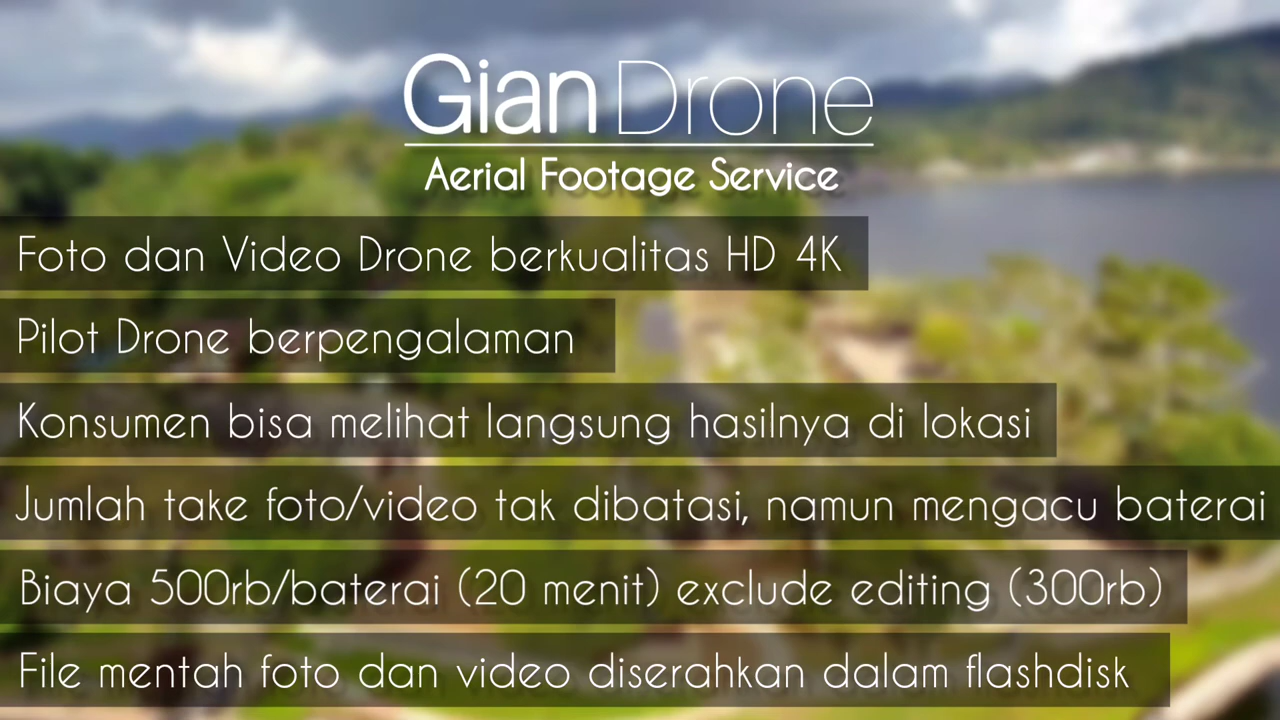 Gian Drone
Aerial Footage Service
Foto dan Video Drone berkualitas HD 4K
Pilot Drone berpengalaman
Konsumen bisa melihat langsung hasilnya di lokasi
Jumlah take foto/video tak dibatasi, namun mengacu baterai
Biaya 500rb/baterai (20 menit) exclude editing (300rb)
File mentah foto dan video diserahkan dalam flashdisk